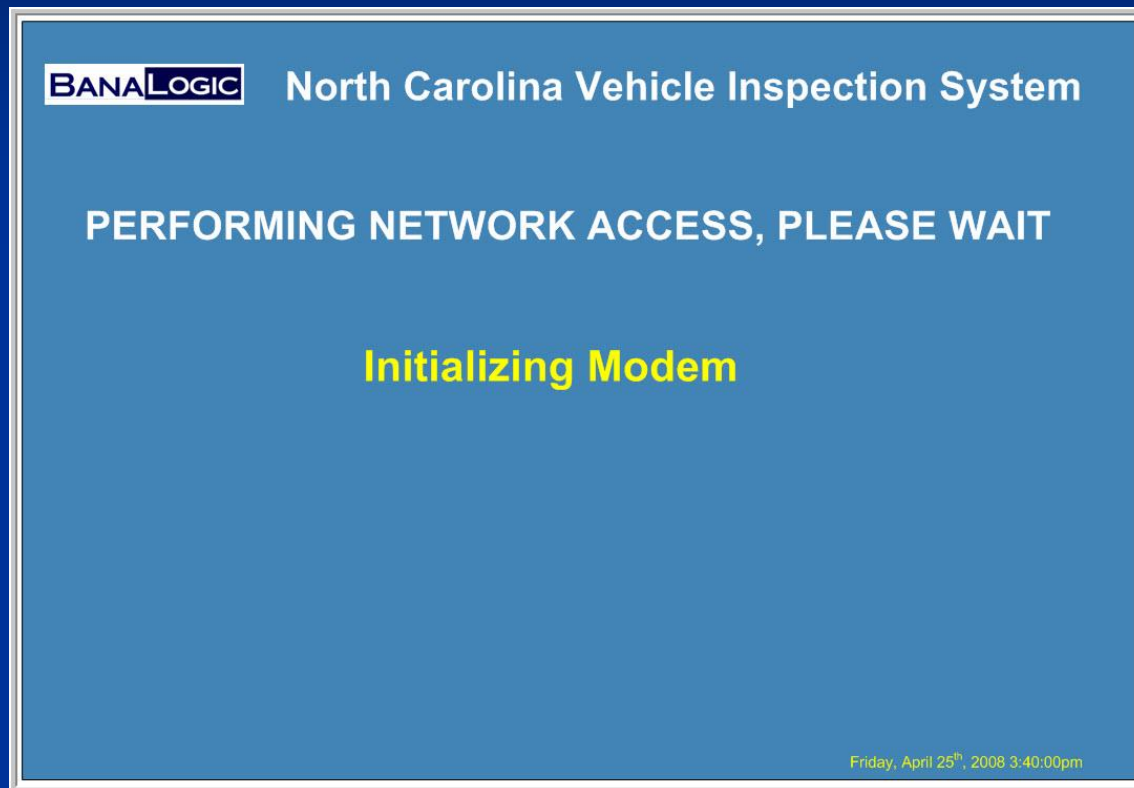 BANALOGIC North Carolina Vehicle Inspection System
PERFORMING NETWORK ACCESS, PLEASE WAIT
Initializing Modem
Friday, April 25th, 2008 3:40:00pm